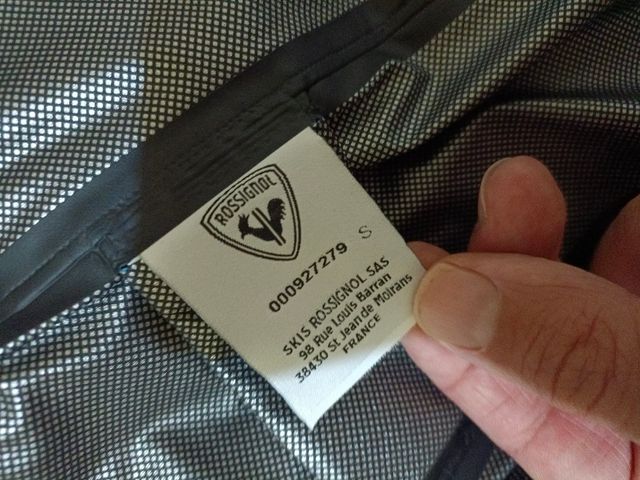 ROSSIGNOL
000927279 S
SKIS ROSSIGNOL SAS
98 Rue Louis Barran
38430 St Jean de Moirans
FRANCE